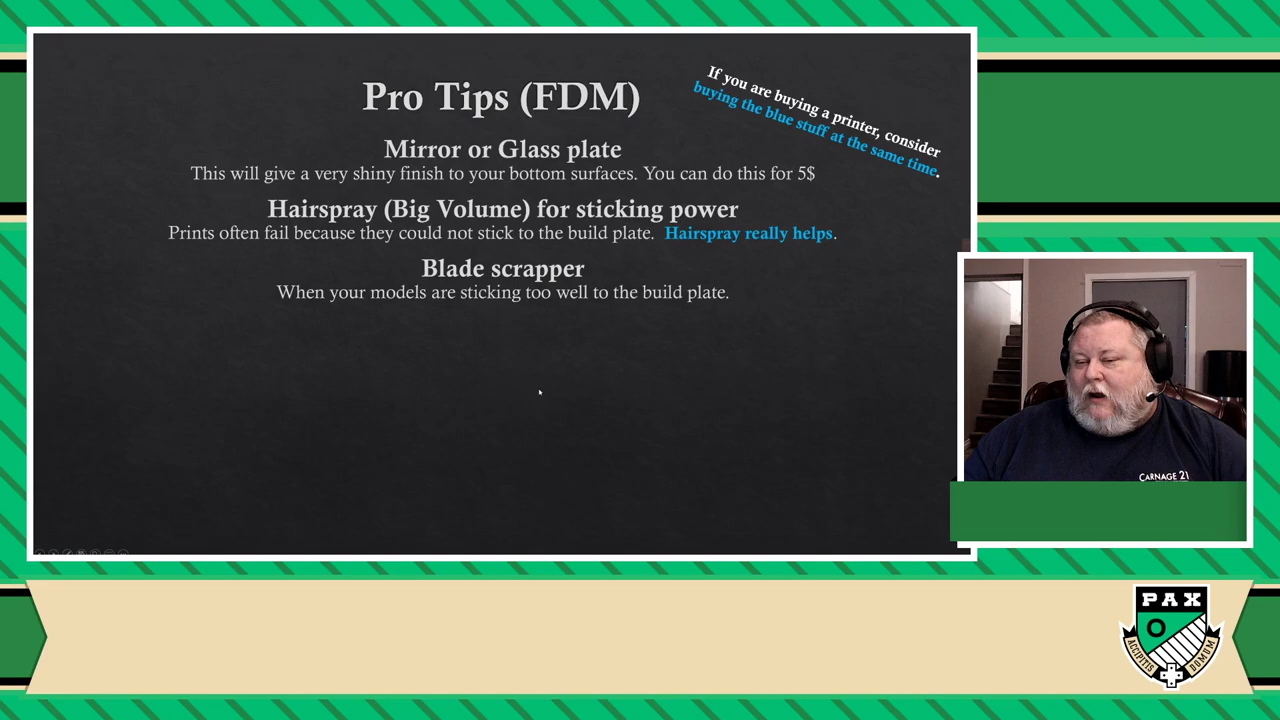 Pro Tips (FDM)
If you are buying a printer, consider
buying the blue stuff at the same time.
Mirror or Glass plate
This will give a very shiny finish to your bottom surfaces. You can do this for 5$
Hairspray (Big Volume) for sticking power
Prints often fail because they could not stick to the build plate. Hairspray really helps.
Blade scrapper
When your models are sticking too well to the build plate.
CARNAGE 21
PAX
O
ACCIPITIS DOMUM